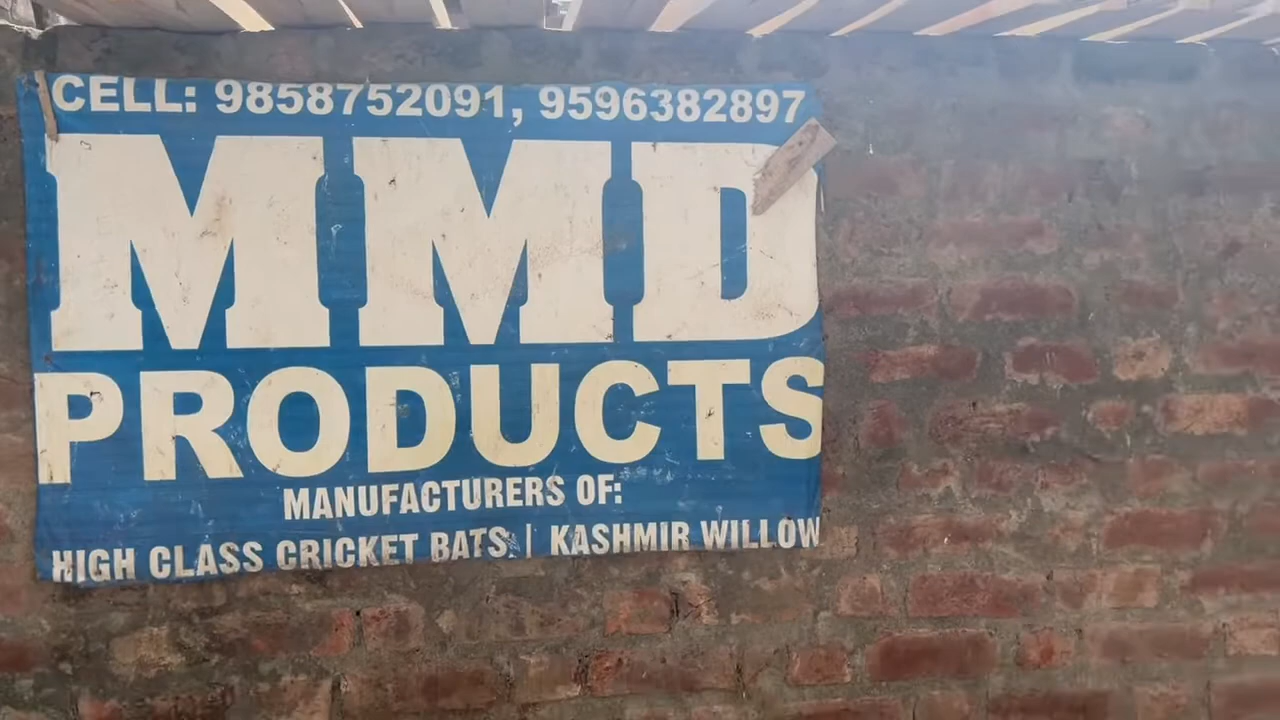 CELL: 9858752091, 9596382897
MMD
PRODUCTS
MANUFACTURERS OF:
HIGH CLASS CRICKET BATS | KASHMIR WILLOW